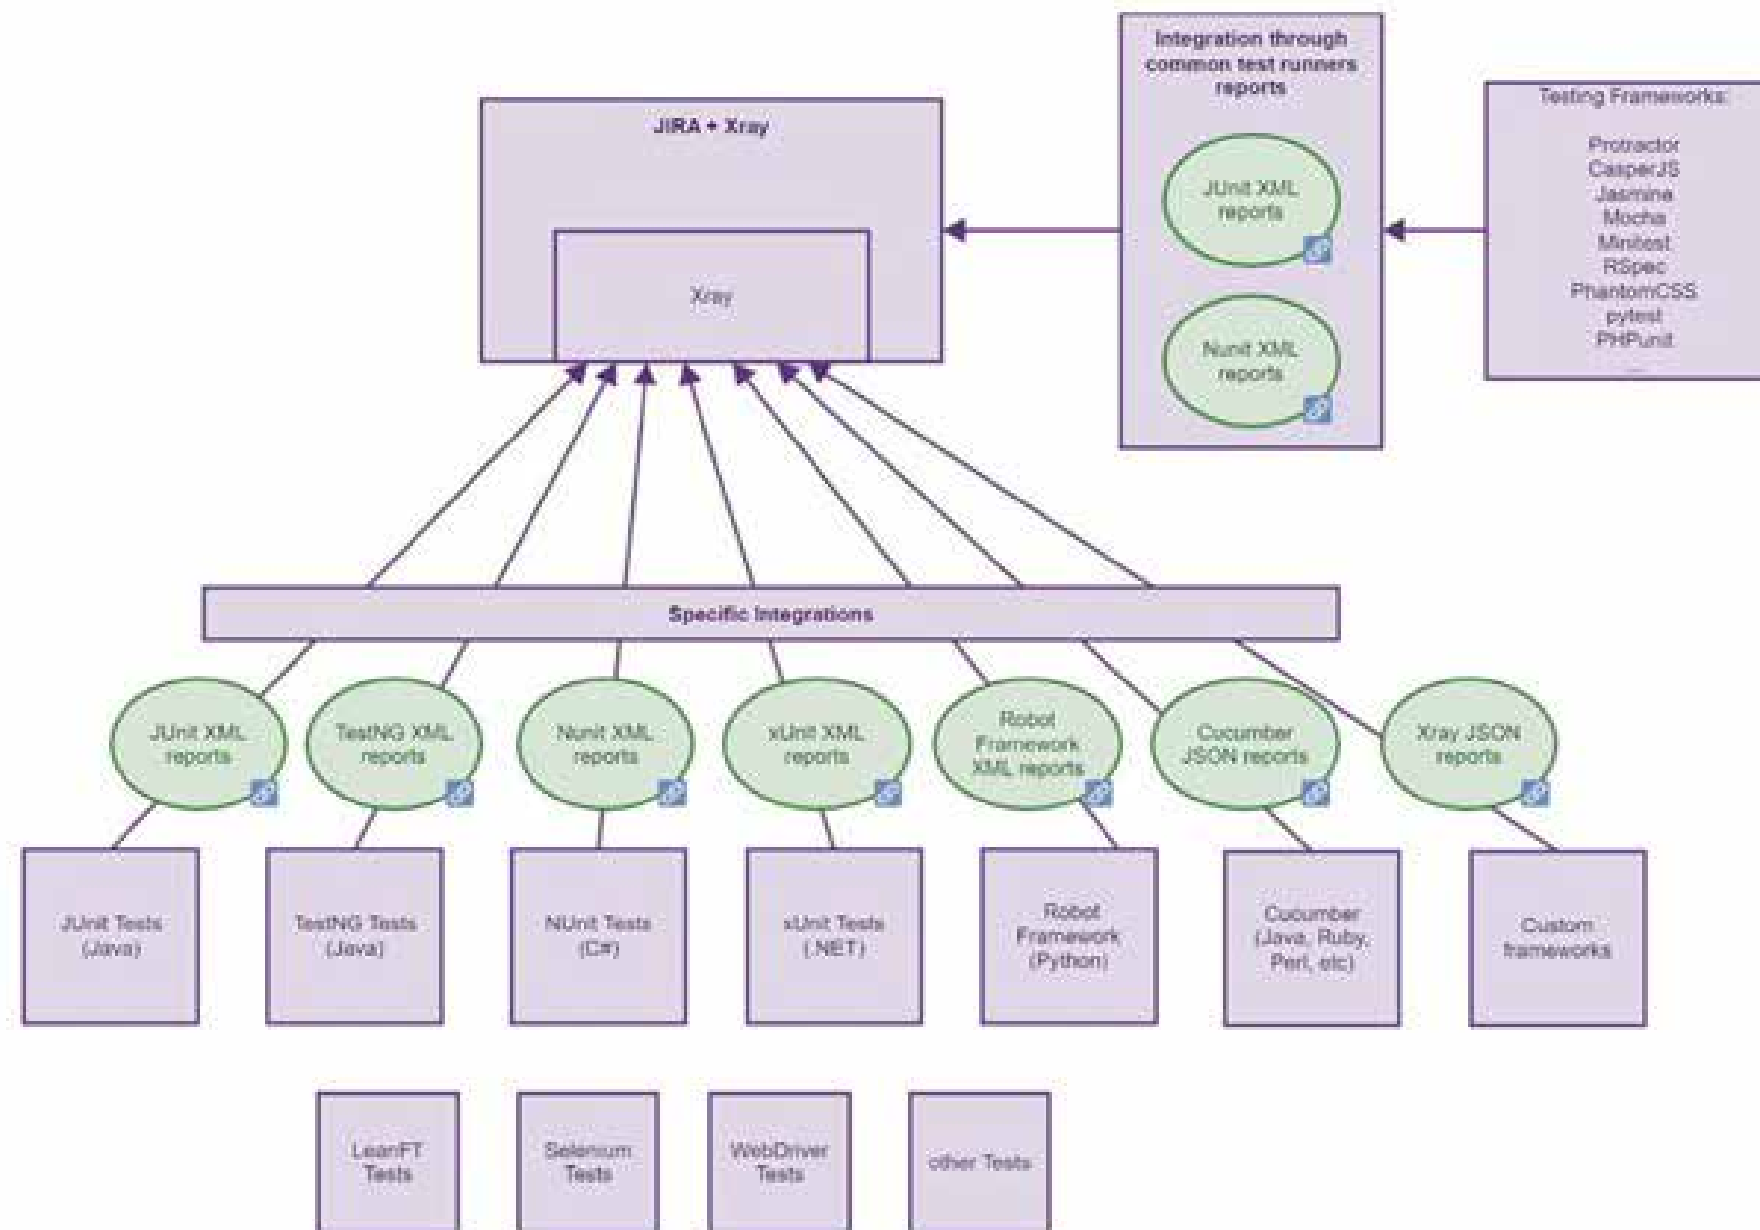 Integration through
common test runners
reports
JIRA + Xray
Testing Frameworks:
Protractor
CasperJS
Jasmine
Mocha
Minitest
RSpec
PhantomCSS
pytest
PHPunit
...
JUnit XML
reports
Xray
Nunit XML
reports
Specific Integrations
JUnit XML
reports
TestNG XML
reports
Nunit XML
reports
xUnit XML
reports
Robot
Framework
XML reports
Cucumber
JSON reports
Xray JSON
reports
JUnit Tests
(Java)
TestNG Tests
(Java)
NUnit Tests
(C#)
xUnit Tests
(.NET)
Robot
Framework
(Python)
Cucumber
(Java, Ruby,
Perl, etc)
Custom
frameworks
LeanFT
Tests
Selenium
Tests
WebDriver
Tests
other Tests